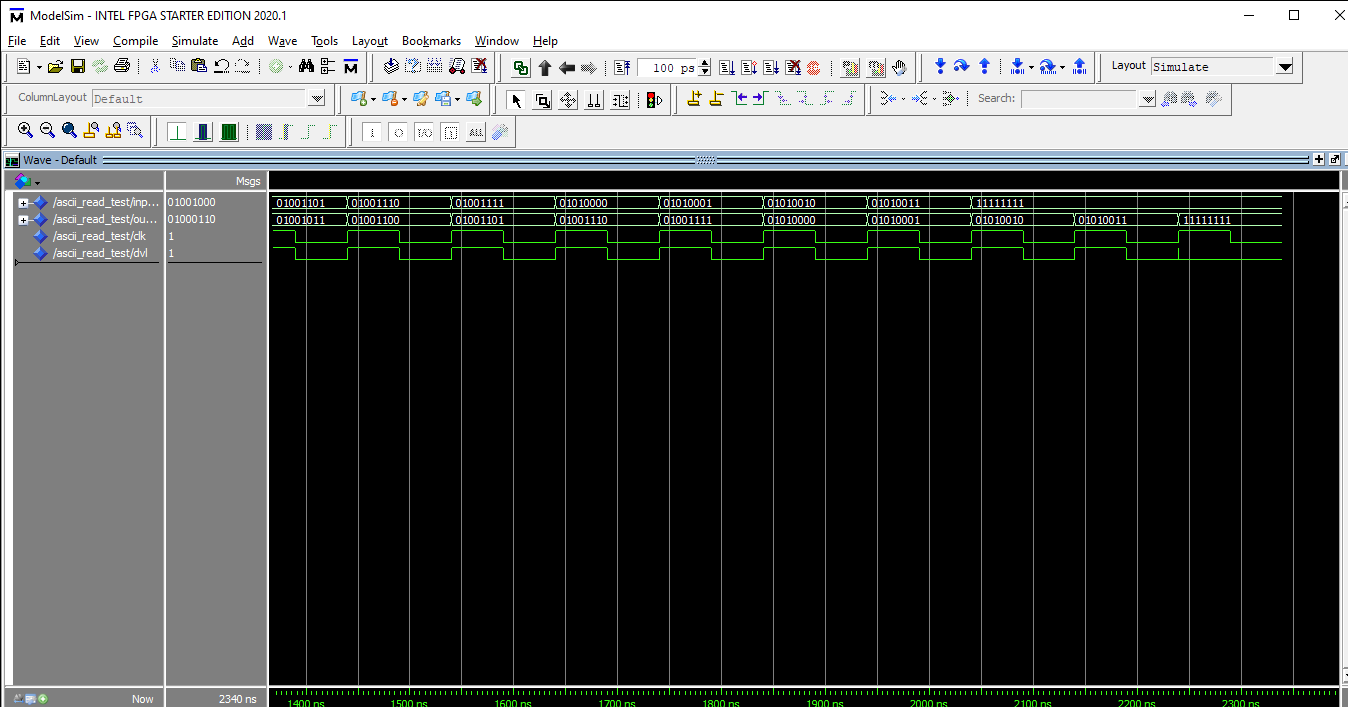 ModelSim - INTEL FPGA STARTER EDITION 2020.1
File Edit View Compile Simulate Add Wave Tools Layout Bookmarks Window Help
100 ps Layout Simulate
ColumnLayout Default Search:
Wave - Default
Msgs
/ascii_read_test/inp... 01001000 01001101 01001110 01001111 01010000 01010001 01010010 01010011 11111111
/ascii_read_test/ou... 01000110 01001011 01001100 01001101 01001110 01001111 01010000 01010001 01010010 01010011 11111111
/ascii_read_test/clk 1
/ascii_read_test/dvl 1
Now 2340 ns
1400 ns 1500 ns 1600 ns 1700 ns 1800 ns 1900 ns 2000 ns 2100 ns 2200 ns 2300 ns